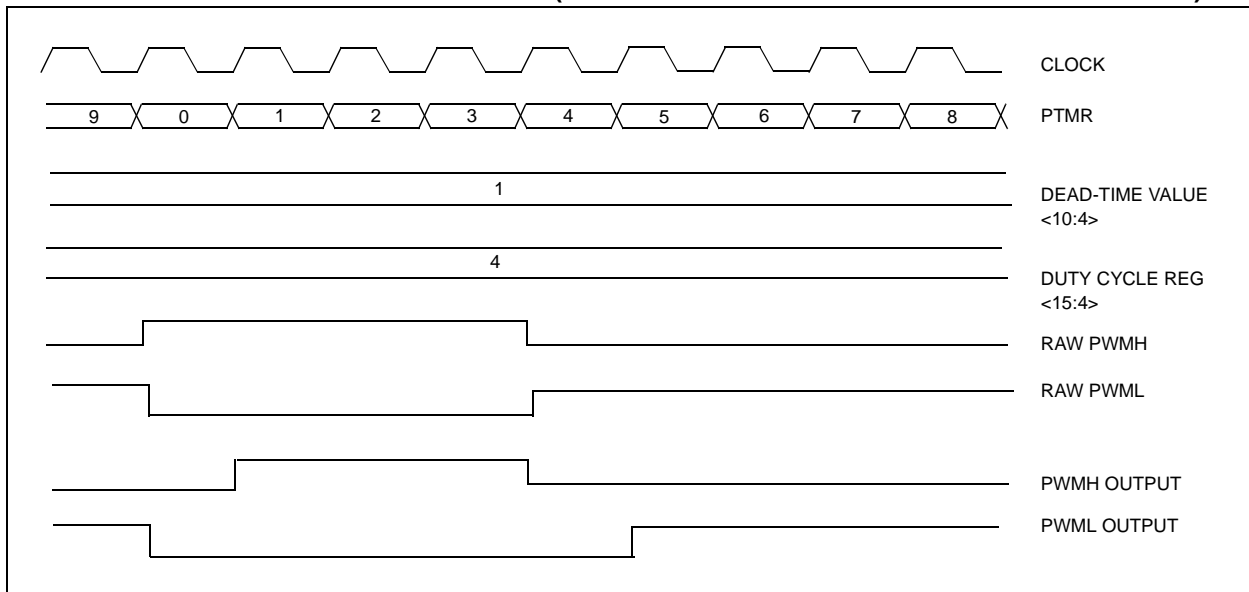 CLOCK
9 0 1 2 3 4 5 6 7 8 PTMR
1
DEAD-TIME VALUE
<10:4>
4
DUTY CYCLE REG
<15:4>
RAW PWMH
RAW PWML
PWMH OUTPUT
PWML OUTPUT